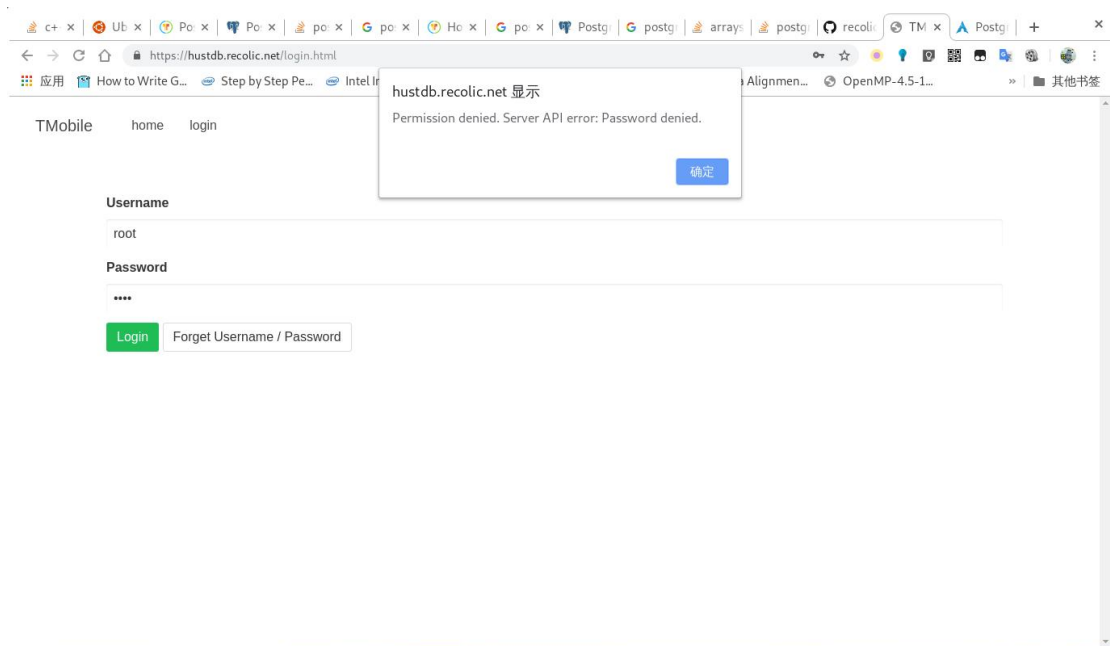 c+
Ub
Po
Po
po
G po
Ho
G po
Postg
G postg
arrays
postgr
recolic
TM
Postg
https://hustdb.recolic.net/login.html
应用
How to Write G...
Step by Step Pe...
Intel
Alignmen...
OpenMP-4.5-1...
»
其他书签
hustdb.recolic.net 显示
Permission denied. Server API error: Password denied.
确定
TMobile home login
Username
root
Password
••••
Login Forget Username / Password